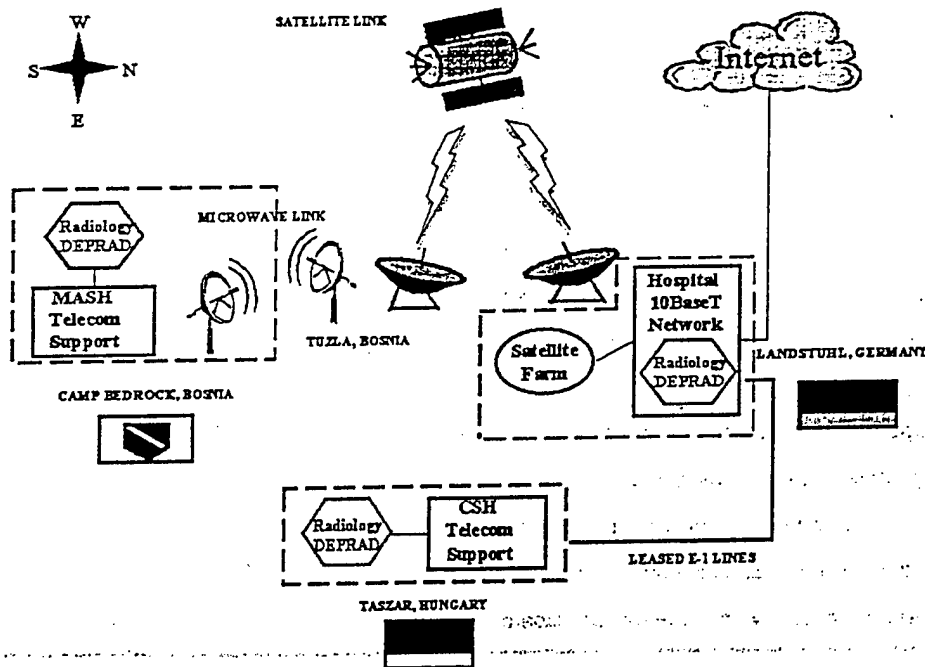 W
S N
E
SATELLITE LINK
Internet
Radiology
DEPRAD
MICROWAVE LINK
MASH
Telecom
Support
TUZLA, BOSNIA
CAMP BEDROCK, BOSNIA
Hospital
10BaseT
Network
Satellite
Farm
Radiology
DEPRAD
LANDSTUHL, GERMANY
Radiology
DEPRAD
CSH
Telecom
Support
LEASED E-1 LINES
TASZAR, HUNGARY